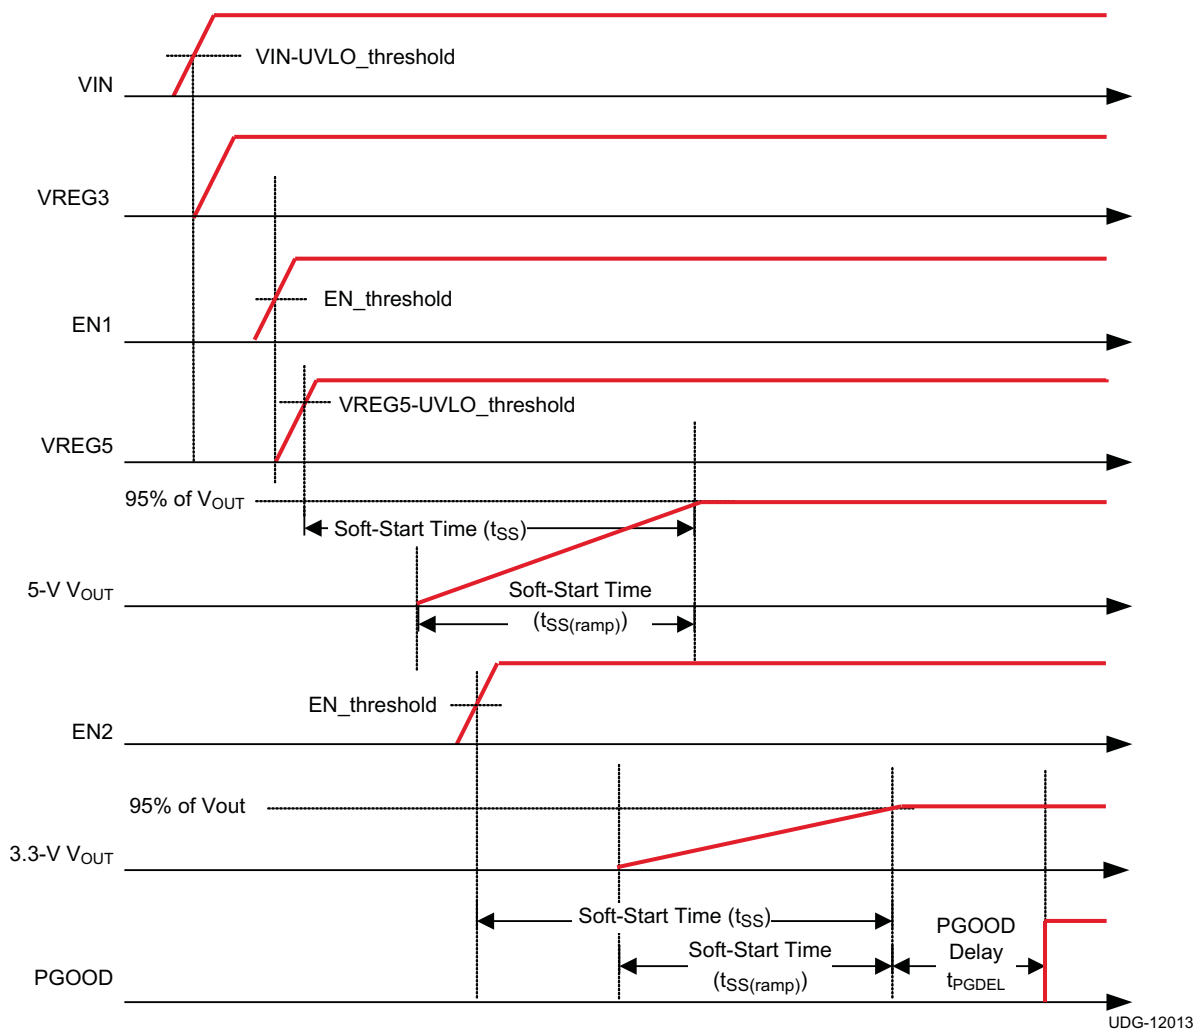 VIN-UVLO_threshold
VIN
VREG3
EN_threshold
EN1
VREG5-UVLO_threshold
VREG5
95% of VOUT
Soft-Start Time (tSS)
5-V VOUT
Soft-Start Time
(tSS(ramp))
EN_threshold
EN2
95% of Vout
3.3-V VOUT
Soft-Start Time (tSS)
Soft-Start Time
(tSS(ramp))
PGOOD
Delay
tPGDEL
PGOOD
UDG-12013